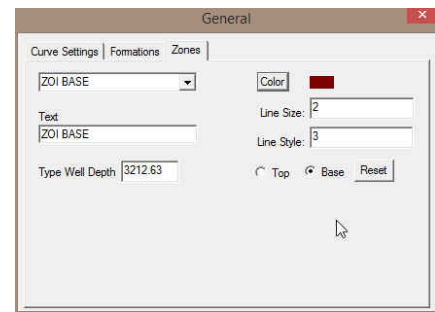 General
Curve Settings Formations Zones
ZOI BASE
Color
Text
ZOI BASE
Line Size: 2
Line Style: 3
Type Well Depth 3212.63
Top Base Reset